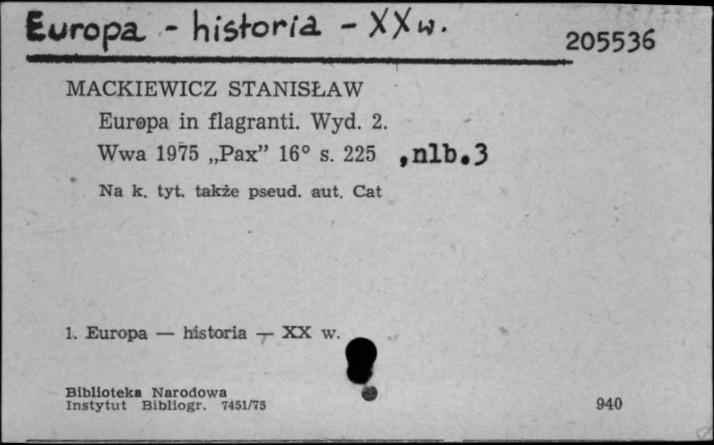 Europa - historia - XX w.
205536
MACKIEWICZ STANISŁAW
Europa in flagranti. Wyd. 2.
Wwa 1975 „Pax” 16° s. 225 , nlb. 3
Na k. tyt. także pseud. aut. Cat
1. Europa — historia — XX w.
Biblioteka Narodowa
Instytut Bibliogr. 7451/75
940